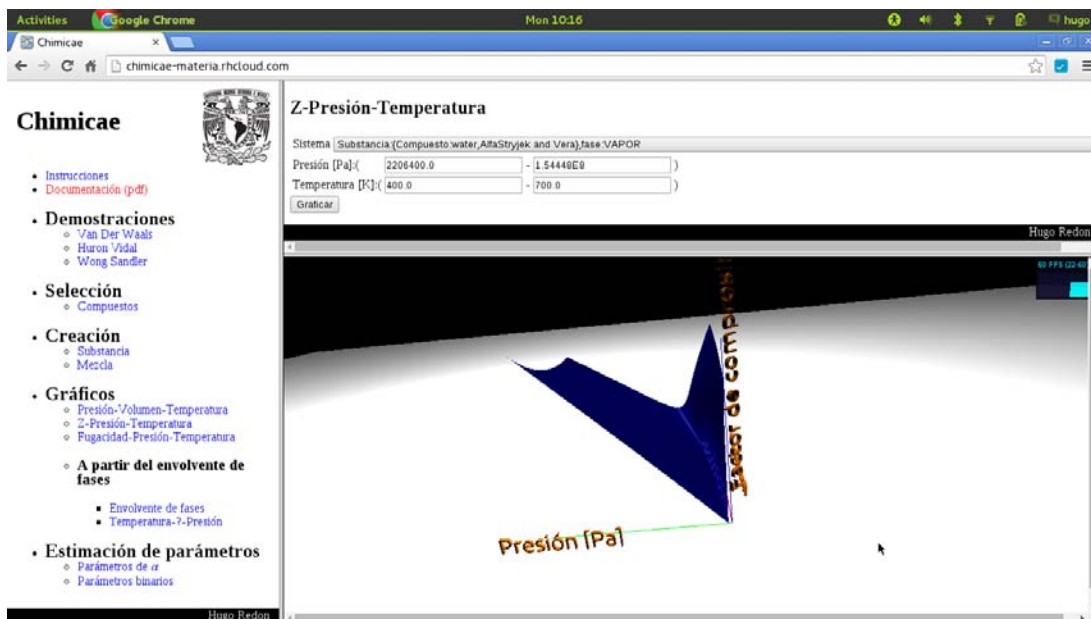 Activities Google Chrome Mon 10:16 hugo
Chimicae
chimicae-materia.rhcloud.com
Chimicae
Instrucciones
Documentación (pdf)
Demostraciones
Van Der Waals
Huron Vidal
Wong Sandler
Selección
Compuestos
Creación
Substancia
Mezcla
Gráficos
Presión-Volumen-Temperatura
Z-Presión-Temperatura
Fugacidad-Presión-Temperatura
A partir del envolvente de
fases
Envolvente de fases
Temperatura-?-Presión
Estimación de parámetros
Parámetros de α
Parámetros binarios
Hugo Redon
Z-Presión-Temperatura
Sistema Substancia:{Compuesto:water,AlfaStryjek and Vera},fase:VAPOR
Presión [Pa]:( 2206400.0 - 1.54448E8 )
Temperatura [K]:( 400.0 - 700.0 )
Graficar
Hugo Redon
60 FPS (22-60)
Factor de compresi
Presión [Pa]